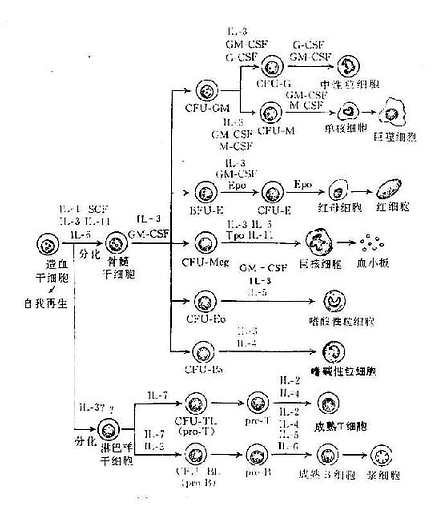 IL-3
GM-CSF
G-CSF
G-CSF
GM-CSF
CFU-G
中性粒细胞
CFU-GM
IL-3
GM-CSF
M-CSF
CFU-M
GM-CSF
M-CSF
单核细胞
巨噬细胞
IL-3
GM-CSF
Epo
Epo
BFU-E
CFU-E
红母细胞
红细胞
IL-1 SCF
IL-3 IL-11
IL-6
分化
IL-3
GM-CSF
造血
干细胞
自我再生
骨髓
干细胞
IL-3 IL-6
Tpo IL-11
CFU-Meg
巨核细胞
血小板
GM-CSF
IL-3
IL-5
CFU-Eo
嗜酸性粒细胞
IL-3
IL-4
CFU-Bs
嗜碱性粒细胞
IL-3? ?
分化
淋巴样
干细胞
IL-7
CFU-TL
(pro-T)
pre-T
IL-2
IL-4
成熟T细胞
IL-7
IL-3
CFU-BL
(pro-B)
pre-B
IL-2
IL-4
IL-5
IL-6
成熟B细胞
浆细胞